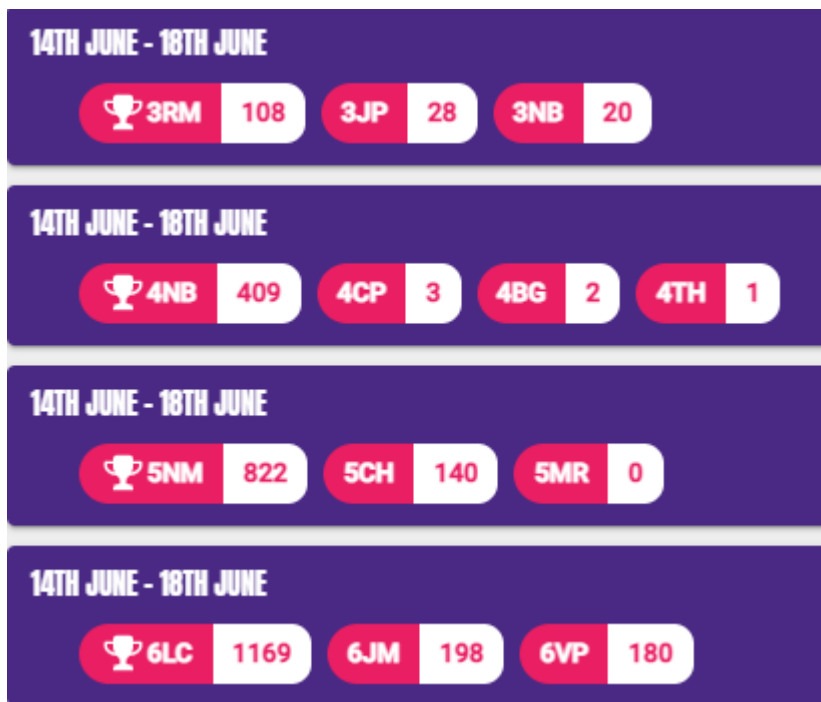 14TH JUNE - 18TH JUNE
3RM 108 3JP 28 3NB 20
14TH JUNE - 18TH JUNE
4NB 409 4CP 3 4BG 2 4TH 1
14TH JUNE - 18TH JUNE
5NM 822 5CH 140 5MR 0
14TH JUNE - 18TH JUNE
6LC 1169 6JM 198 6VP 180